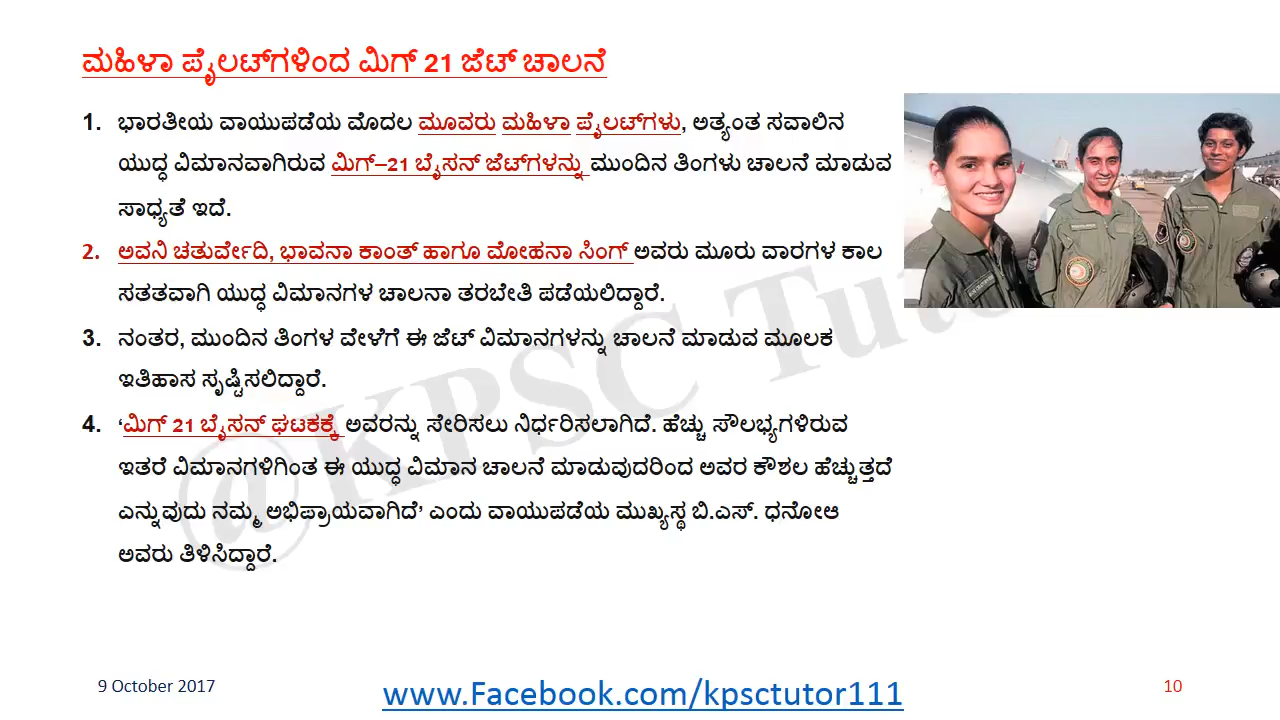 ಮಹಿಳಾ ಪೈಲಟ್‌ಗಳಿಂದ ಮಿಗ್ 21 ಜೆಟ್ ಚಾಲನೆ
1. ಭಾರತೀಯ ವಾಯುಪಡೆಯ ಮೊದಲ ಮೂವರು ಮಹಿಳಾ ಪೈಲಟ್‌ಗಳು, ಅತ್ಯಂತ ಸವಾಲಿನ
ಯುದ್ಧ ವಿಮಾನವಾಗಿರುವ ಮಿಗ್–21 ಬೈಸನ್ ಜೆಟ್‌ಗಳನ್ನು ಮುಂದಿನ ತಿಂಗಳು ಚಾಲನೆ ಮಾಡುವ
ಸಾಧ್ಯತೆ ಇದೆ.
2. ಅವನಿ ಚತುರ್ವೇದಿ, ಭಾವನಾ ಕಾಂತ್ ಹಾಗೂ ಮೋಹನಾ ಸಿಂಗ್ ಅವರು ಮೂರು ವಾರಗಳ ಕಾಲ
ಸತತವಾಗಿ ಯುದ್ಧ ವಿಮಾನಗಳ ಚಾಲನಾ ತರಬೇತಿ ಪಡೆಯಲಿದ್ದಾರೆ.
3. ನಂತರ, ಮುಂದಿನ ತಿಂಗಳ ವೇಳೆಗೆ ಈ ಜೆಟ್ ವಿಮಾನಗಳನ್ನು ಚಾಲನೆ ಮಾಡುವ ಮೂಲಕ
ಇತಿಹಾಸ ಸೃಷ್ಟಿಸಲಿದ್ದಾರೆ.
4. ‘ಮಿಗ್ 21 ಬೈಸನ್ ಘಟಕಕ್ಕೆ ಅವರನ್ನು ಸೇರಿಸಲು ನಿರ್ಧರಿಸಲಾಗಿದೆ. ಹೆಚ್ಚು ಸೌಲಭ್ಯಗಳಿರುವ
ಇತರೆ ವಿಮಾನಗಳಿಗಿಂತ ಈ ಯುದ್ಧ ವಿಮಾನ ಚಾಲನೆ ಮಾಡುವುದರಿಂದ ಅವರ ಕೌಶಲ ಹೆಚ್ಚುತ್ತದೆ
ಎನ್ನುವುದು ನಮ್ಮ ಅಭಿಪ್ರಾಯವಾಗಿದೆ’ ಎಂದು ವಾಯುಪಡೆಯ ಮುಖ್ಯಸ್ಥ ಬಿ.ಎಸ್. ಧನೋಆ
ಅವರು ತಿಳಿಸಿದ್ದಾರೆ.
@KPSC Tuto
9 October 2017
www.Facebook.com/kpsctutor111
10